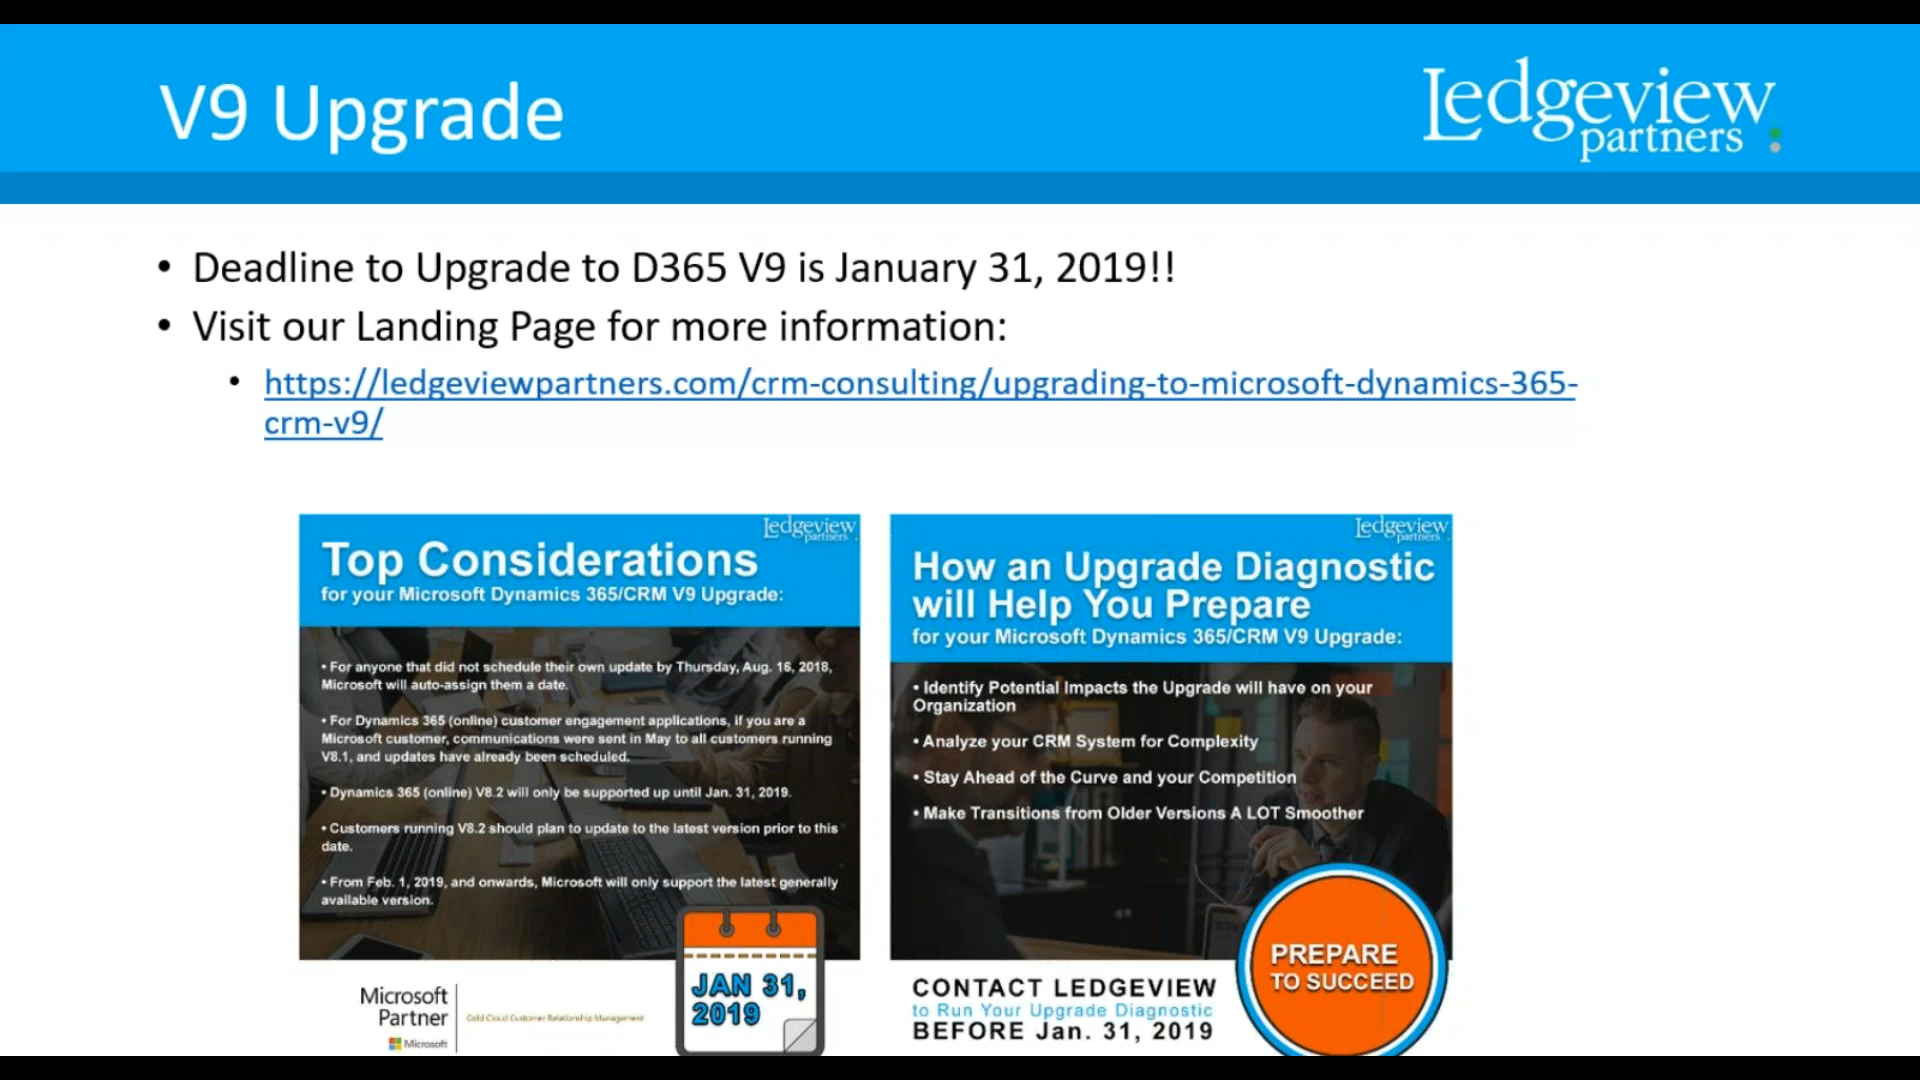 V9 Upgrade
Ledgeview
partners
• Deadline to Upgrade to D365 V9 is January 31, 2019!!
• Visit our Landing Page for more information:
• https://ledgeviewpartners.com/crm-consulting/upgrading-to-microsoft-dynamics-365-
crm-v9/
Ledgeview
partners
Top Considerations
for your Microsoft Dynamics 365/CRM V9 Upgrade:
• For anyone that did not schedule their own update by Thursday, Aug. 16, 2018,
Microsoft will auto-assign them a date.
• For Dynamics 365 (online) customer engagement applications, if you are a
Microsoft customer, communications were sent in May to all customers running
V8.1, and updates have already been scheduled.
• Dynamics 365 (online) V8.2 will only be supported up until Jan. 31, 2019.
• Customers running V8.2 should plan to update to the latest version prior to this
date.
• From Feb. 1, 2019, and onwards, Microsoft will only support the latest generally
available version.
Microsoft
Partner
Gold Cloud Customer Relationship Management
Microsoft
JAN 31,
2019
Ledgeview
partners
How an Upgrade Diagnostic
will Help You Prepare
for your Microsoft Dynamics 365/CRM V9 Upgrade:
• Identify Potential Impacts the Upgrade will have on your
Organization
• Analyze your CRM System for Complexity
• Stay Ahead of the Curve and your Competition
• Make Transitions from Older Versions A LOT Smoother
CONTACT LEDGEVIEW
to Run Your Upgrade Diagnostic
BEFORE Jan. 31, 2019
PREPARE
TO SUCCEED